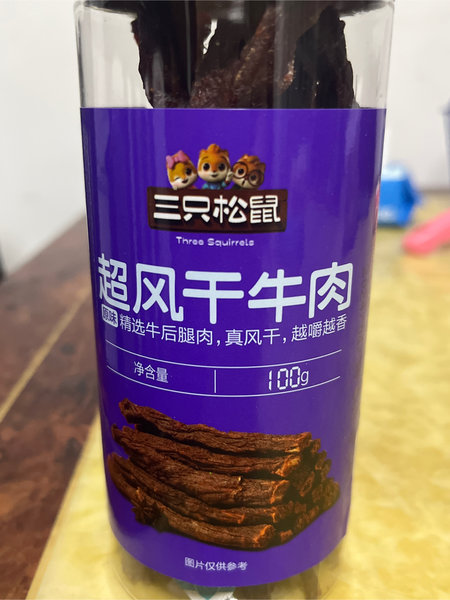 三只松鼠
Three Squirrels
超风干牛肉
原味 精选牛后腿肉，真风干，越嚼越香
净含量 100g
图片仅供参考